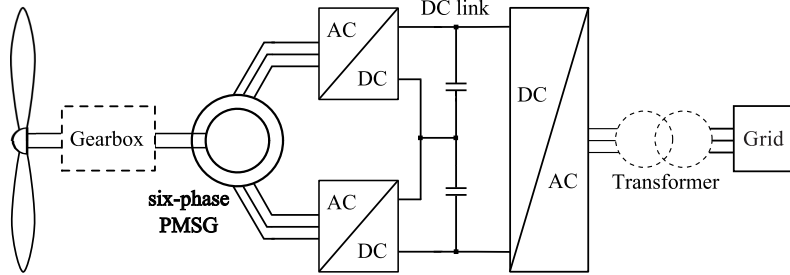 DC link
AC
DC
Gearbox
six-phase
PMSG
AC
DC
DC
AC
Transformer
Grid